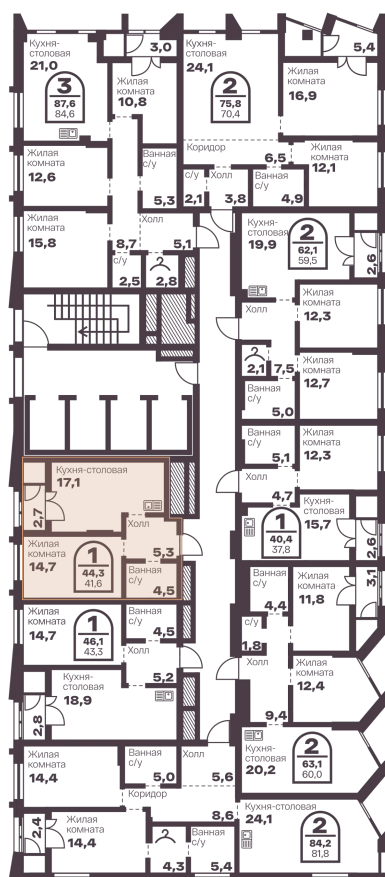 Кухня-
столовая
21,0
3
87,6
84,6
3,0
Жилая
комната
10,8
Кухня-
столовая
24,1
2
75,8
70,4
5,4
Жилая
комната
16,9
Жилая
комната
12,6
Ванная
с/у
5,3
Коридор
6,5
Жилая
комната
12,1
с/у
2,1
Холл
3,8
Ванная
с/у
4,9
Жилая
комната
15,8
8,7
Холл
5,1
с/у
2,5
2,8
Кухня-
столовая
19,9
2
62,1
59,5
2,6
Холл
Жилая
комната
12,3
2,1
7,5
Жилая
комната
12,7
Ванная
с/у
5,0
Ванная
с/у
5,1
Жилая
комната
12,3
Холл
4,7
Кухня-
столовая
15,7
1
40,4
37,8
2,6
Кухня-столовая
17,1
2,7
Холл
5,3
Жилая
комната
14,7
1
44,3
41,6
Ванная
с/у
4,5
Жилая
комната
14,7
1
46,1
43,3
Ванная
с/у
4,5
Холл
5,2
Кухня-
столовая
18,9
2,8
Ванная
с/у
4,4
Жилая
комната
11,8
3,1
с/у
1,8
Холл
9,4
Жилая
комната
12,4
Кухня-
столовая
20,2
2
63,1
60,0
Жилая
комната
14,4
Ванная
с/у
5,0
Холл
5,6
Коридор
8,6
2,4
Жилая
комната
14,4
4,3
Ванная
с/у
5,4
Кухня-столовая
24,1
2
84,2
81,8